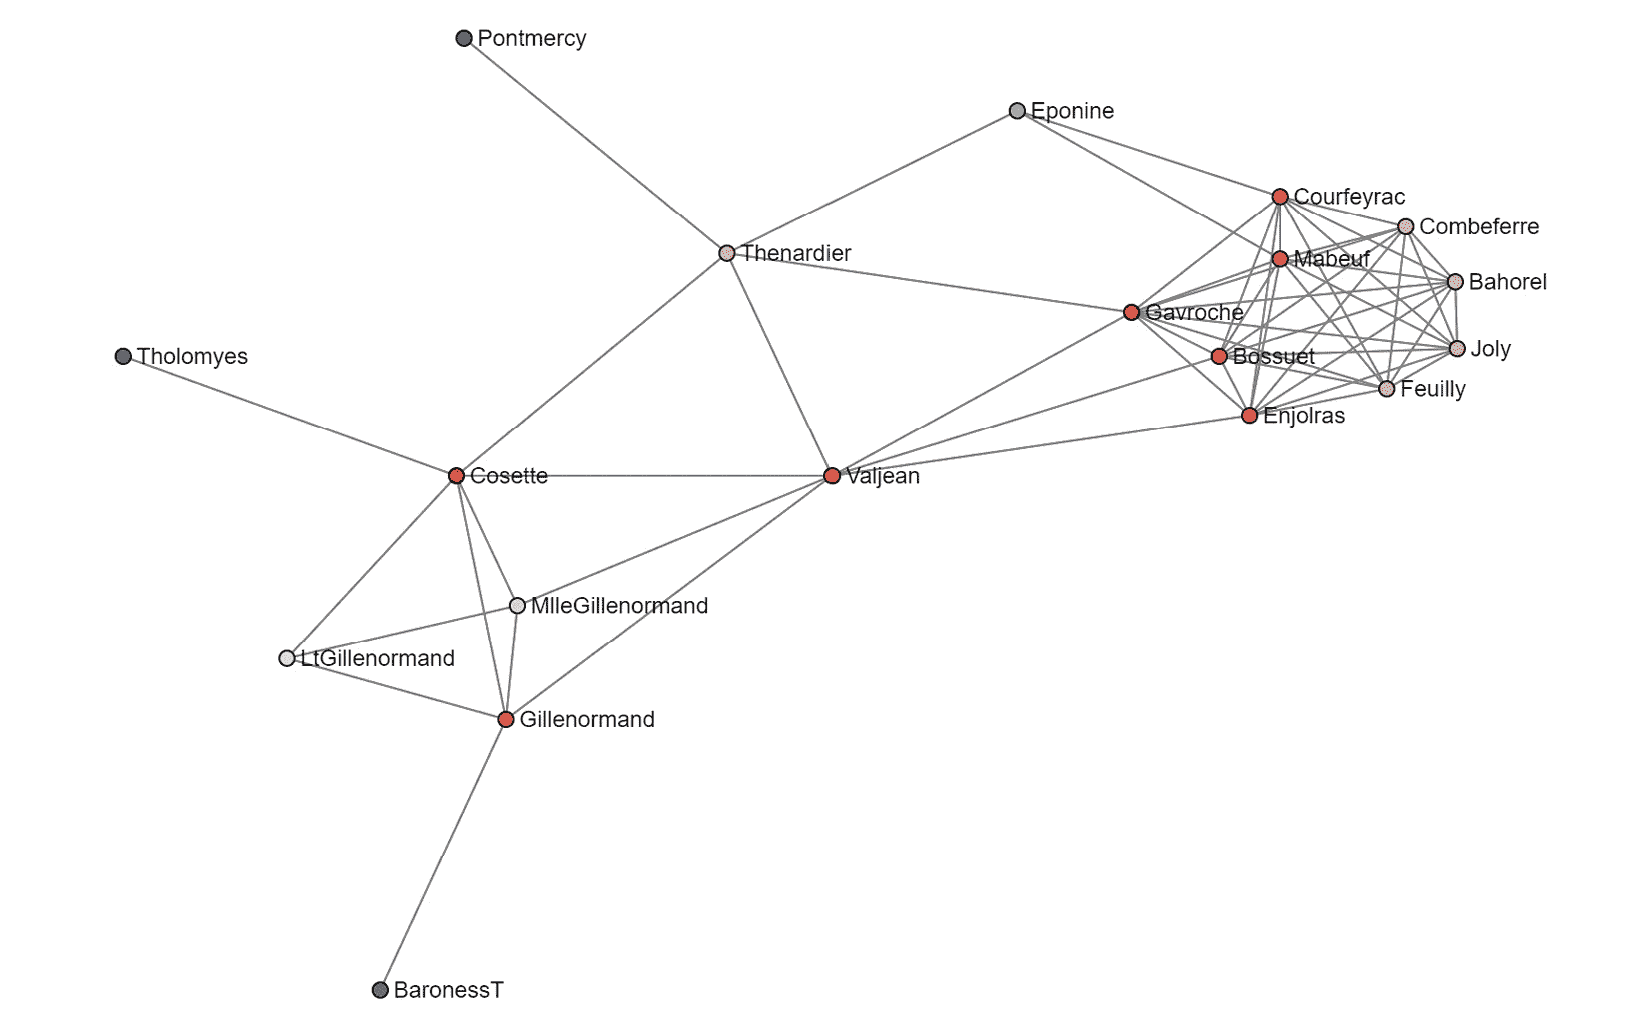 Pontmercy
Eponine
Courfeyrac
Combeferre
Thenardier
Mabeuf
Bahorel
Gavroche
Joly
Tholomyes
Bossuet
Feuilly
Enjolras
Cosette
Valjean
MlleGillenormand
LtGillenormand
Gillenormand
BaronessT